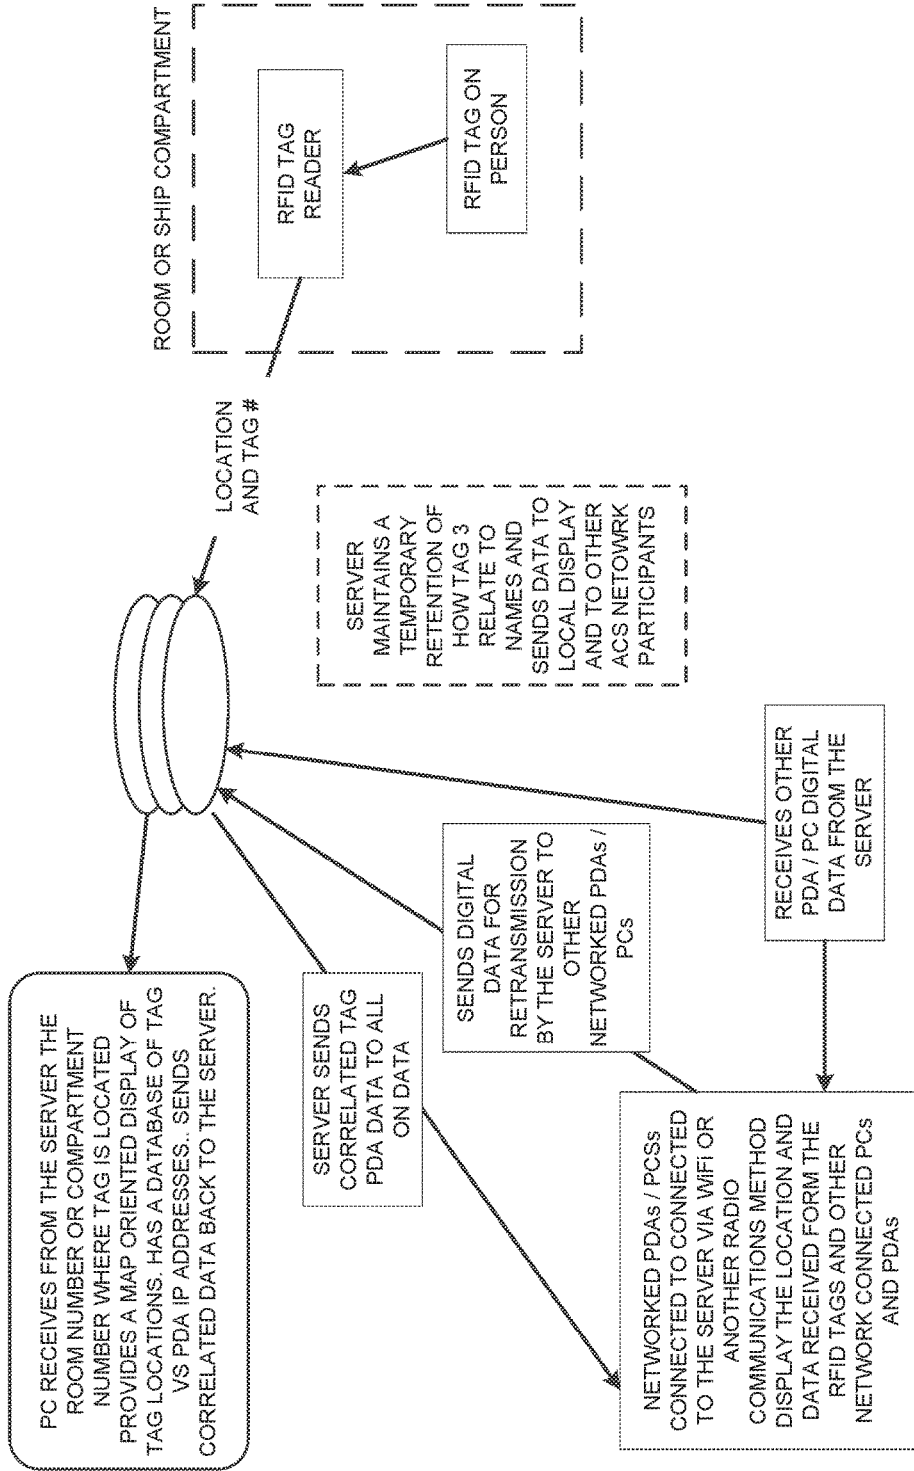 PC RECEIVES FROM THE SERVER THE
ROOM NUMBER OR COMPARTMENT
NUMBER WHERE TAG IS LOCATED
PROVIDES A MAP ORIENTED DISPLAY OF
TAG LOCATIONS. HAS A DATABASE OF TAG
VS PDA IP ADDRESSES.. SENDS
CORRELATED DATA BACK TO THE SERVER.
ROOM OR SHIP COMPARTMENT
RFID TAG
READER
RFID TAG ON
PERSON
LOCATION
AND TAG #
SERVER
MAINTAINS A
TEMPORARY
RETENTION OF
HOW TAG 3
RELATE TO
NAMES AND
SENDS DATA TO
LOCAL DISPLAY
AND TO OTHER
ACS NETOWRK
PARTICIPANTS
SERVER SENDS
CORRELATED TAG
PDA DATA TO ALL
ON DATA
SENDS DIGITAL
DATA FOR
RETRANSMISSION
BY THE SERVER TO
OTHER
NETWORKED PDAs /
PCs
RECEIVES OTHER
PDA / PC DIGITAL
DATA FROM THE
SERVER
NETWORKED PDAs / PCSs
CONNECTED TO CONNECTED
TO THE SERVER VIA WiFi OR
ANOTHER RADIO
COMMUNICATIONS METHOD
DISPLAY THE LOCATION AND
DATA RECEIVED FORM THE
RFID TAGS AND OTHER
NETWORK CONNECTED PCs
AND PDAs